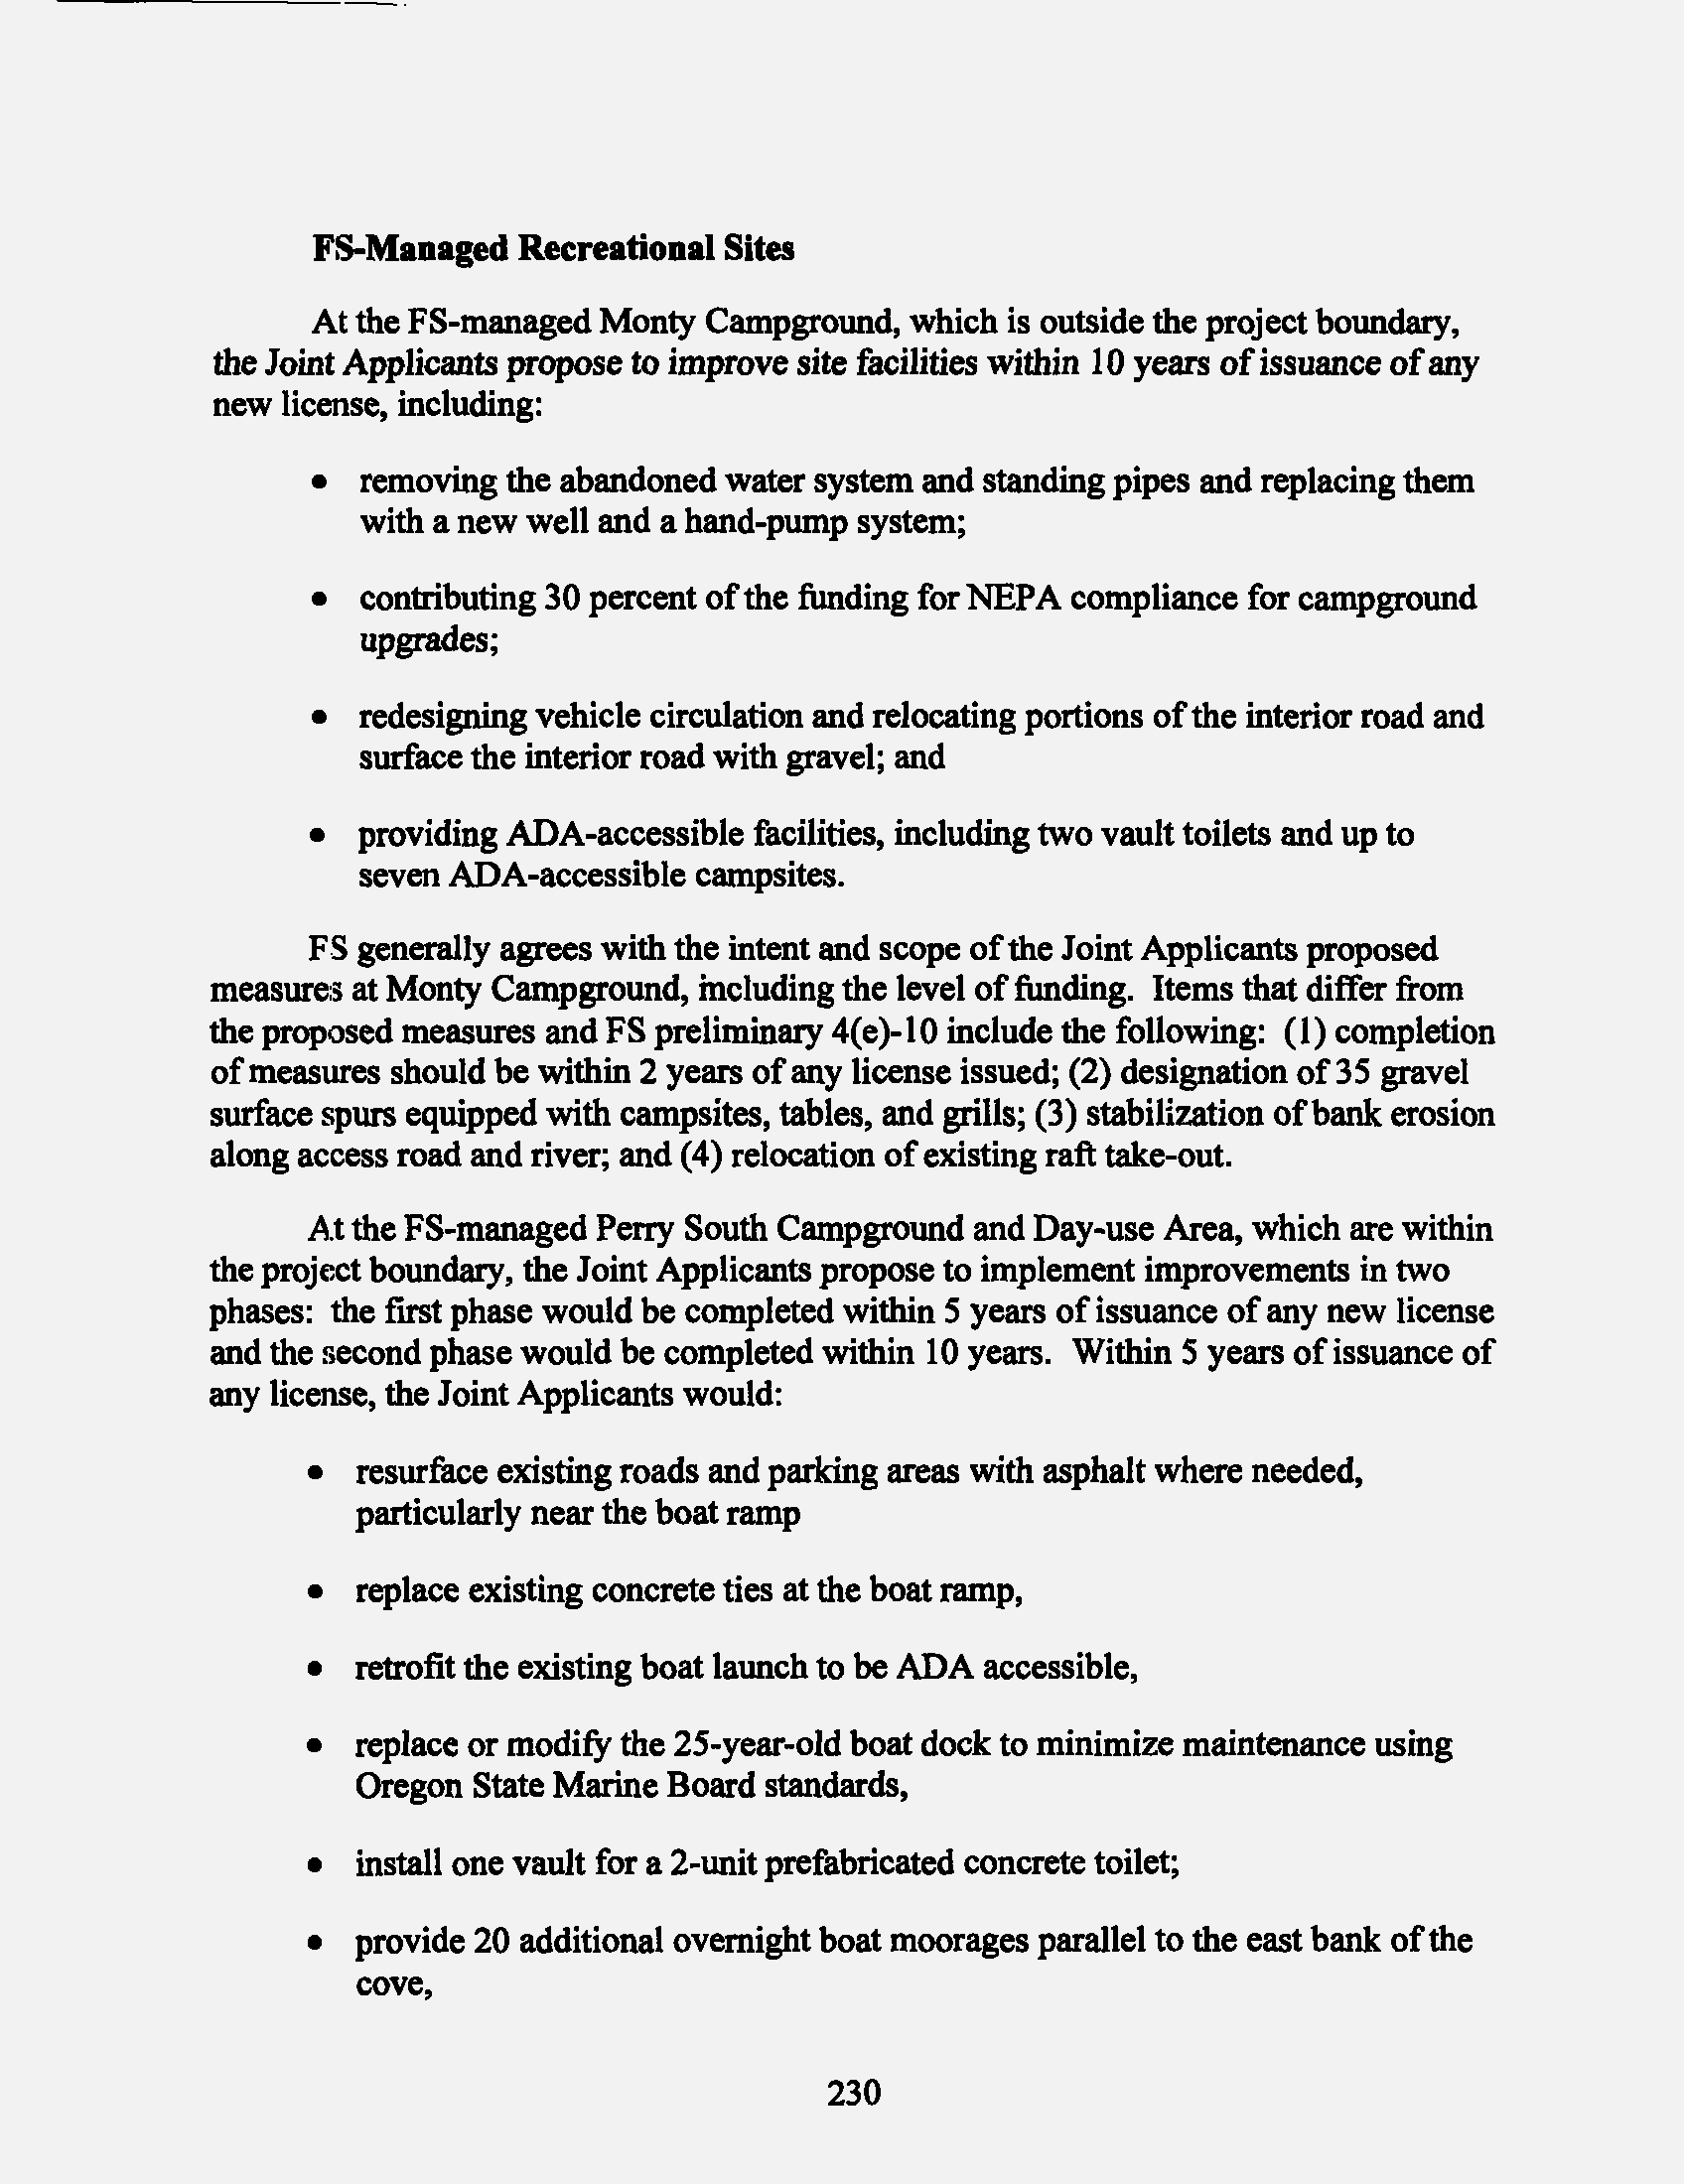 FS-Managed Recreational Sites
At the FS-managed Monty Campground, which is outside the project boundary,
the Joint Applicants propose to improve site facilities within 10 years of issuance of any
new license, including:
• removing the abandoned water system and standing pipes and replacing them
with a new well and a hand-pump system;
• contributing 30 percent of the funding for NEPA compliance for campground
upgrades;
• redesigning vehicle circulation and relocating portions of the interior road and
surface the interior road with gravel; and
• providing ADA-accessible facilities, including two vault toilets and up to
seven ADA-accessible campsites.
FS generally agrees with the intent and scope of the Joint Applicants proposed
measures at Monty Campground, including the level of funding. Items that differ from
the proposed measures and FS preliminary 4(e)-10 include the following: (1) completion
of measures should be within 2 years of any license issued; (2) designation of 35 gravel
surface spurs equipped with campsites, tables, and grills; (3) stabilization of bank erosion
along access road and river; and (4) relocation of existing raft take-out.
At the FS-managed Perry South Campground and Day-use Area, which are within
the project boundary, the Joint Applicants propose to implement improvements in two
phases: the first phase would be completed within 5 years of issuance of any new license
and the second phase would be completed within 10 years. Within 5 years of issuance of
any license, the Joint Applicants would:
• resurface existing roads and parking areas with asphalt where needed,
particularly near the boat ramp
• replace existing concrete ties at the boat ramp,
• retrofit the existing boat launch to be ADA accessible,
• replace or modify the 25-year-old boat dock to minimize maintenance using
Oregon State Marine Board standards,
• install one vault for a 2-unit prefabricated concrete toilet;
• provide 20 additional overnight boat moorages parallel to the east bank of the
cove,
230